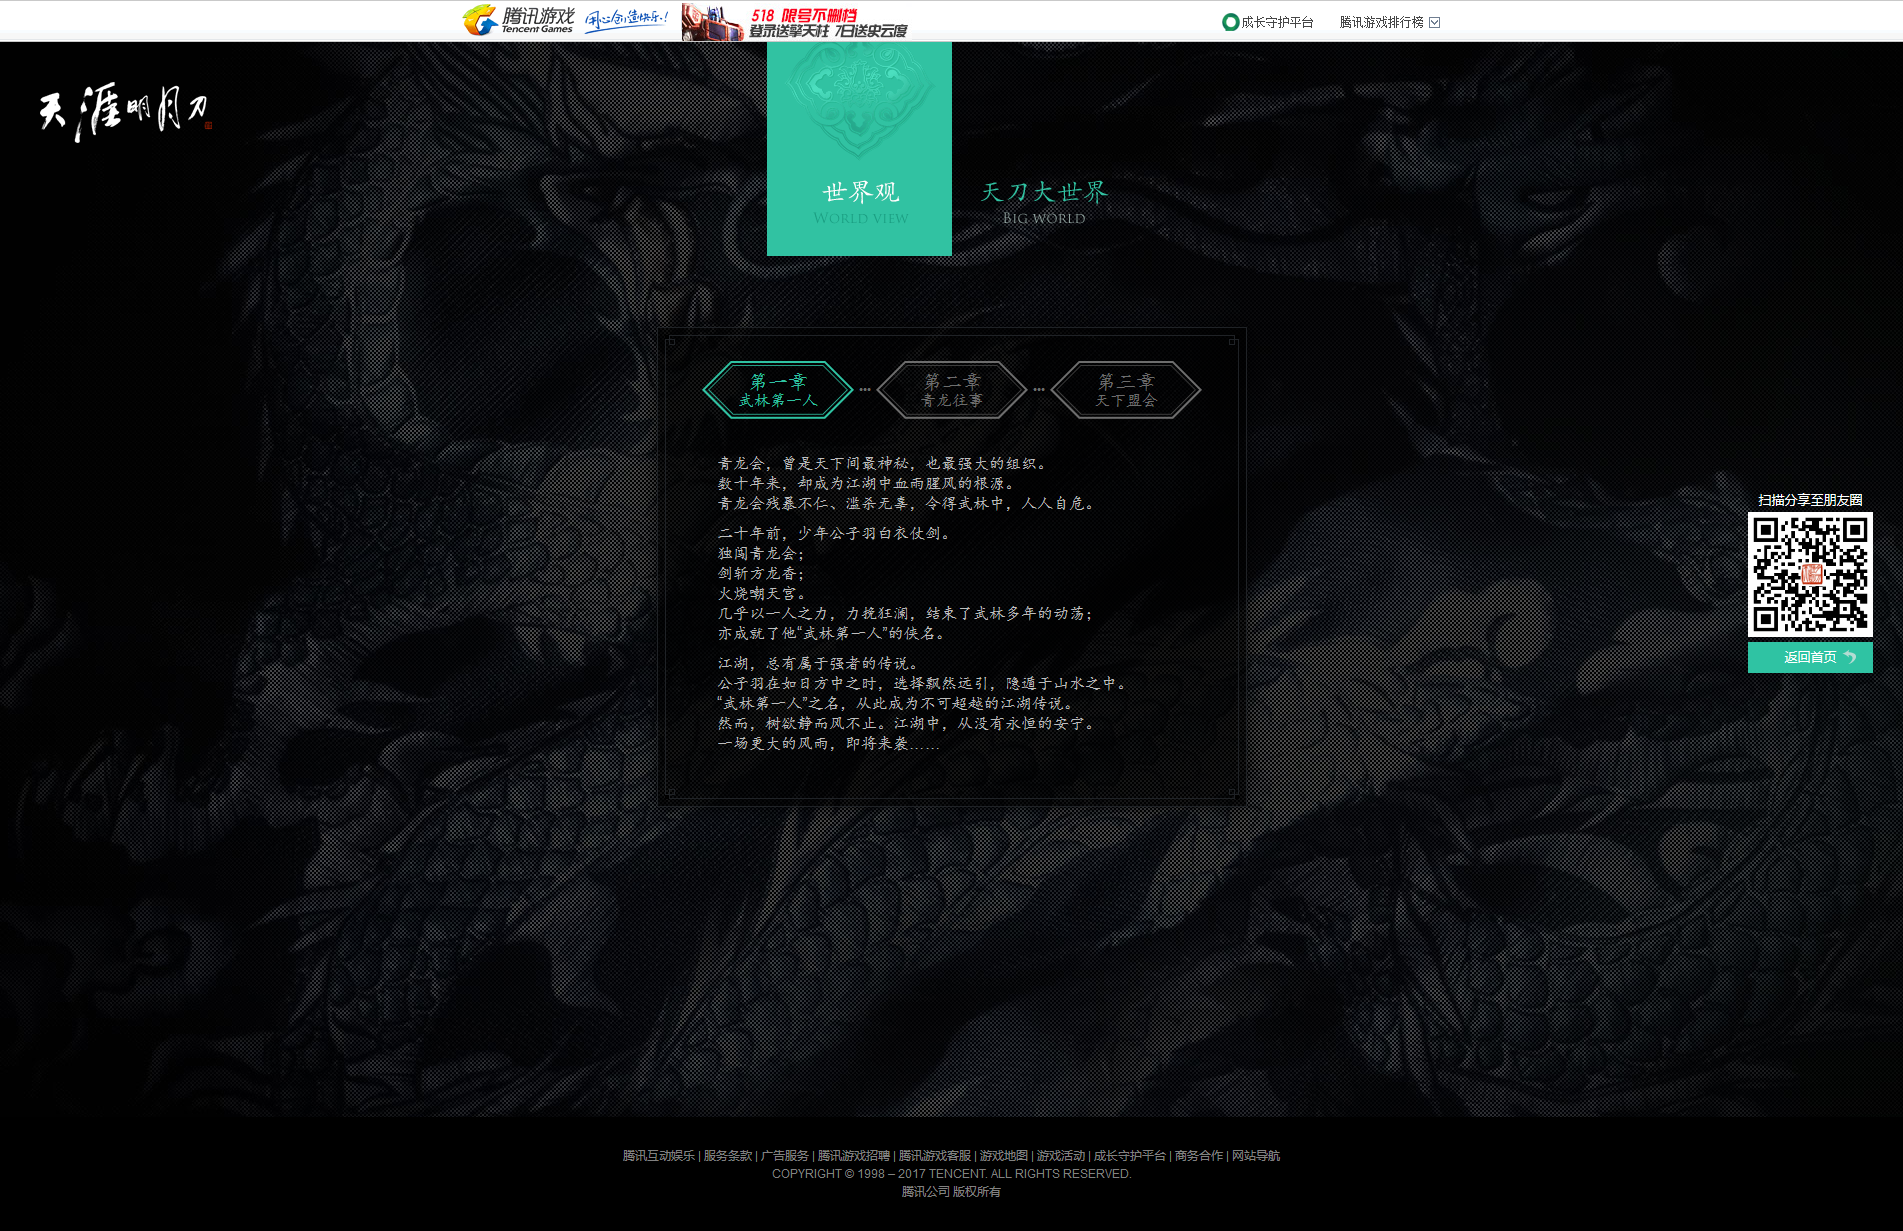 腾讯游戏
Tencent Games
用心创造快乐!
518 限号不删档
登录送擎天柱 7日送史云度
成长守护平台
腾讯游戏排行榜
天涯明月刀
世界观
WORLD VIEW
天刀大世界
BIG WORLD
第一章
武林第一人
第二章
青龙往事
第三章
天下盟会
青龙会，曾是天下间最神秘，也最强大的组织。
数十年来，却成为江湖中血雨腥风的根源。
青龙会残暴不仁、滥杀无辜，令得武林中，人人自危。
二十年前，少年公子羽白衣仗剑。
独闯青龙会；
剑斩方龙香；
火烧嘲天宫。
几乎以一人之力，力挽狂澜，结束了武林多年的动荡；
亦成就了他“武林第一人”的侠名。
江湖，总有属于强者的传说。
公子羽在如日方中之时，选择飘然远引，隐遁于山水之中。
“武林第一人”之名，从此成为不可超越的江湖传说。
然而，树欲静而风不止。江湖中，从没有永恒的安宁。
一场更大的风雨，即将来袭……
扫描分享至朋友圈
返回首页
腾讯互动娱乐 | 服务条款 | 广告服务 | 腾讯游戏招聘 | 腾讯游戏客服 | 游戏地图 | 游戏活动 | 成长守护平台 | 商务合作 | 网站导航
COPYRIGHT © 1998 – 2017 TENCENT. ALL RIGHTS RESERVED.
腾讯公司 版权所有